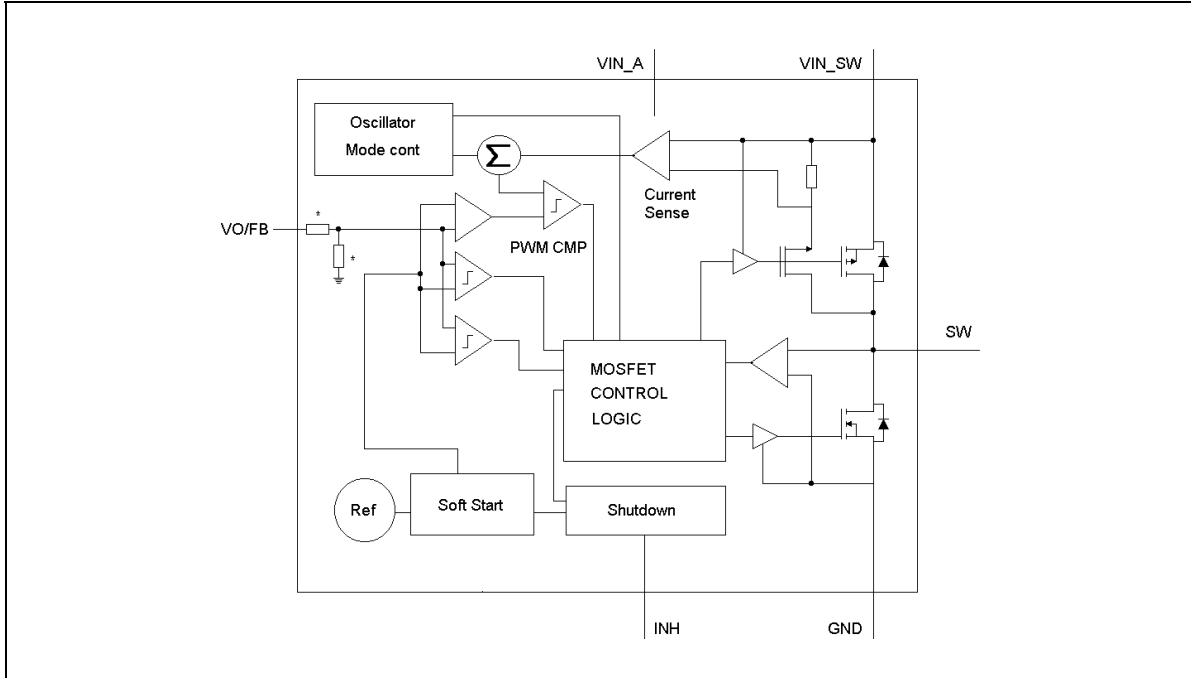 VIN_A
VIN_SW
Oscillator
Mode cont
Σ
Current
Sense
VO/FB
*
*
PWM CMP
SW
MOSFET
CONTROL
LOGIC
Ref
Soft Start
Shutdown
INH
GND